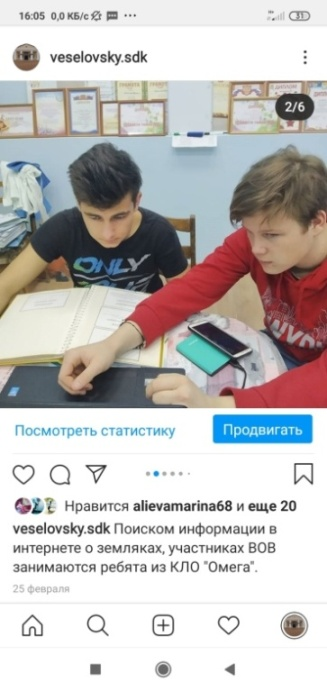 16:05 0,0 КБ/с
31
veselovsky.sdk
2/6
ONLY
Посмотреть статистику
Продвигать
Нравится alievamarina68 и еще 20
veselovsky.sdk Поиском информации в
интернете о земляках, участниках ВОВ
занимаются ребята из КЛО "Омега".
25 февраля